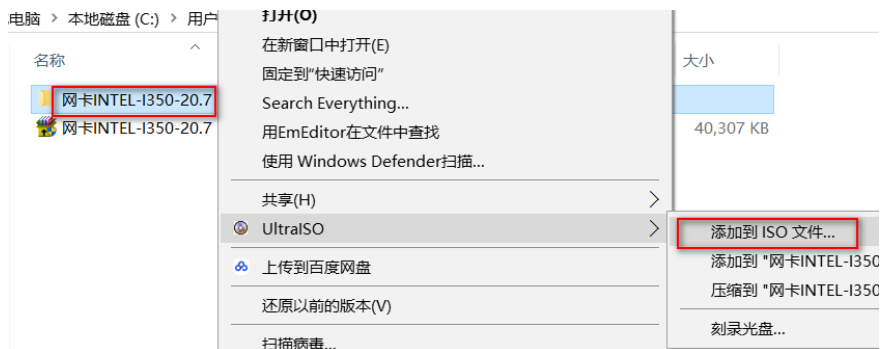 电脑 > 本地磁盘 (C:) > 用户
名称
大小
网卡INTEL-I350-20.7
网卡INTEL-I350-20.7
40,307 KB
打开(O)
在新窗口中打开(E)
固定到"快速访问"
Search Everything...
用EmEditor在文件中查找
使用 Windows Defender扫描...
共享(H)
UltraISO
上传到百度网盘
还原以前的版本(V)
扫描病毒...
添加到 ISO 文件...
添加到 "网卡INTEL-I350
压缩到 "网卡INTEL-I350
刻录光盘...